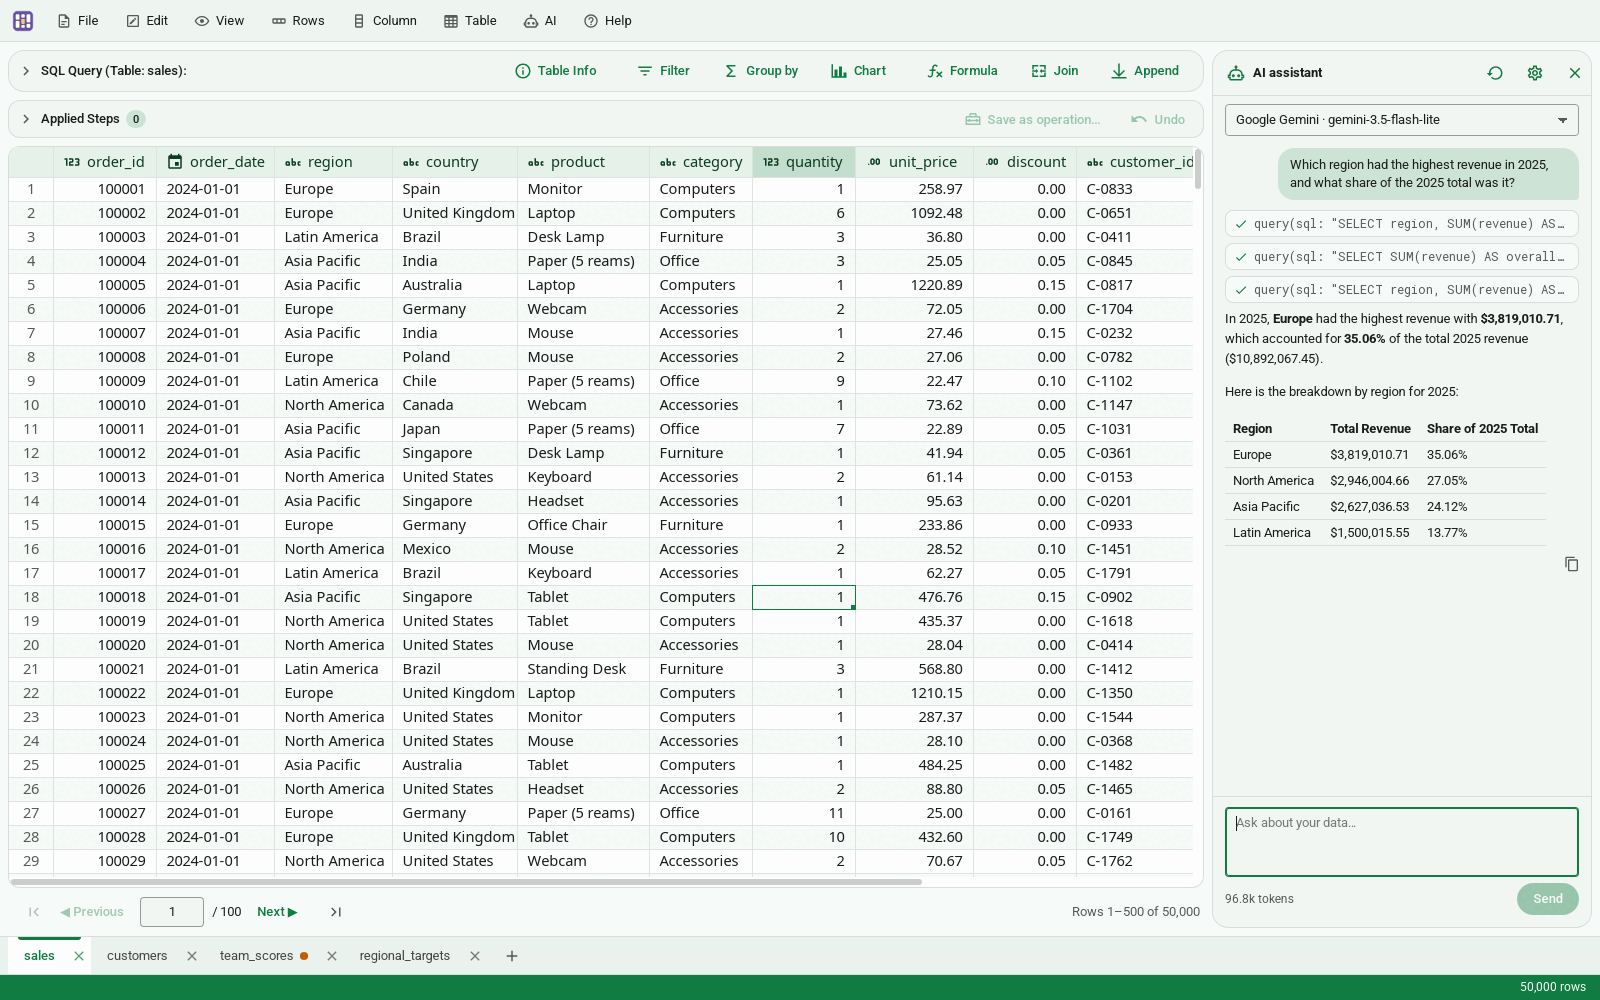 File Edit View Rows Column Table AI Help
SQL Query (Table: sales): Table Info Filter Group by Chart Formula Join Append
Applied Steps 0 Save as operation... Undo
123 order_id order_date abc region abc country abc product abc category 123 quantity .00 unit_price .00 discount abc customer_id
1 100001 2024-01-01 Europe Spain Monitor Computers 1 258.97 0.00 C-0833
2 100002 2024-01-01 Europe United Kingdom Laptop Computers 6 1092.48 0.00 C-0651
3 100003 2024-01-01 Latin America Brazil Desk Lamp Furniture 3 36.80 0.00 C-0411
4 100004 2024-01-01 Asia Pacific India Paper (5 reams) Office 3 25.05 0.05 C-0845
5 100005 2024-01-01 Asia Pacific Australia Laptop Computers 1 1220.89 0.15 C-0817
6 100006 2024-01-01 Europe Germany Webcam Accessories 2 72.05 0.00 C-1704
7 100007 2024-01-01 Asia Pacific India Mouse Accessories 1 27.46 0.15 C-0232
8 100008 2024-01-01 Europe Poland Mouse Accessories 2 27.06 0.00 C-0782
9 100009 2024-01-01 Latin America Chile Paper (5 reams) Office 9 22.47 0.10 C-1102
10 100010 2024-01-01 North America Canada Webcam Accessories 1 73.62 0.00 C-1147
11 100011 2024-01-01 Asia Pacific Japan Paper (5 reams) Office 7 22.89 0.05 C-1031
12 100012 2024-01-01 Asia Pacific Singapore Desk Lamp Furniture 1 41.94 0.05 C-0361
13 100013 2024-01-01 North America United States Keyboard Accessories 2 61.14 0.00 C-0153
14 100014 2024-01-01 Asia Pacific Singapore Headset Accessories 1 95.63 0.00 C-0201
15 100015 2024-01-01 Europe Germany Office Chair Furniture 1 233.86 0.00 C-0933
16 100016 2024-01-01 North America Mexico Mouse Accessories 2 28.52 0.10 C-1451
17 100017 2024-01-01 Latin America Brazil Keyboard Accessories 1 62.27 0.05 C-1791
18 100018 2024-01-01 Asia Pacific Singapore Tablet Computers 1 476.76 0.15 C-0902
19 100019 2024-01-01 North America United States Tablet Computers 1 435.37 0.00 C-1618
20 100020 2024-01-01 North America United States Mouse Accessories 1 28.04 0.00 C-0414
21 100021 2024-01-01 Latin America Brazil Standing Desk Furniture 3 568.80 0.00 C-1412
22 100022 2024-01-01 Europe United Kingdom Laptop Computers 1 1210.15 0.00 C-1350
23 100023 2024-01-01 North America United States Monitor Computers 1 287.37 0.00 C-1544
24 100024 2024-01-01 North America United States Mouse Accessories 1 28.10 0.00 C-0368
25 100025 2024-01-01 Asia Pacific Australia Tablet Computers 1 484.25 0.00 C-1482
26 100026 2024-01-01 North America United States Headset Accessories 2 88.80 0.05 C-1465
27 100027 2024-01-01 Europe Germany Paper (5 reams) Office 11 25.00 0.00 C-0161
28 100028 2024-01-01 Europe United Kingdom Tablet Computers 10 432.60 0.00 C-1749
29 100029 2024-01-01 North America United States Webcam Accessories 2 70.67 0.05 C-1762
Previous 1 / 100 Next Rows 1–500 of 50,000
AI assistant
Google Gemini · gemini-3.5-flash-lite
Which region had the highest revenue in 2025,
and what share of the 2025 total was it?
query(sql: "SELECT region, SUM(revenue) AS…
query(sql: "SELECT SUM(revenue) AS overall…
query(sql: "SELECT region, SUM(revenue) AS…
In 2025, Europe had the highest revenue with $3,819,010.71,
which accounted for 35.06% of the total 2025 revenue
($10,892,067.45).
Here is the breakdown by region for 2025:
Region Total Revenue Share of 2025 Total
Europe $3,819,010.71 35.06%
North America $2,946,004.66 27.05%
Asia Pacific $2,627,036.53 24.12%
Latin America $1,500,015.55 13.77%
Ask about your data…
96.8k tokens Send
sales customers team_scores regional_targets
50,000 rows